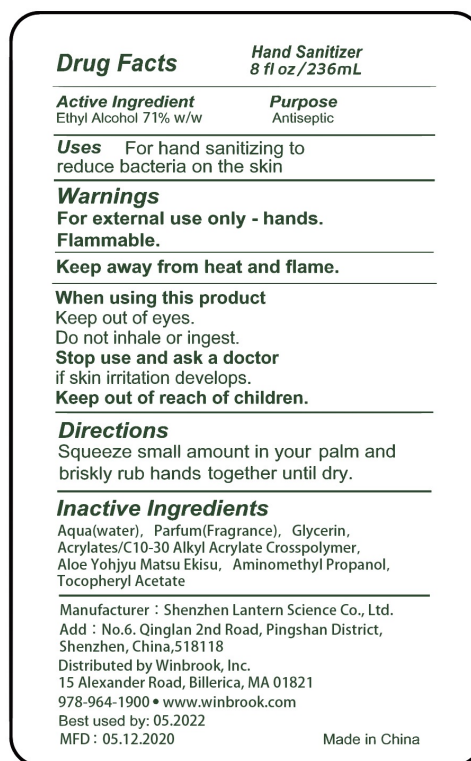 Drug Facts
Hand Sanitizer
8 fl oz/236mL
Active Ingredient Purpose
Ethyl Alcohol 71% w/w Antiseptic
Uses For hand sanitizing to
reduce bacteria on the skin
Warnings
For external use only - hands.
Flammable.
Keep away from heat and flame.
When using this product
Keep out of eyes.
Do not inhale or ingest.
Stop use and ask a doctor
if skin irritation develops.
Keep out of reach of children.
Directions
Squeeze small amount in your palm and
briskly rub hands together until dry.
Inactive Ingredients
Aqua(water), Parfum(Fragrance), Glycerin,
Acrylates/C10-30 Alkyl Acrylate Crosspolymer,
Aloe Yohjyu Matsu Ekisu, Aminomethyl Propanol,
Tocopheryl Acetate
Manufacturer：Shenzhen Lantern Science Co., Ltd.
Add：No.6. Qinglan 2nd Road, Pingshan District,
Shenzhen, China,518118
Distributed by Winbrook, Inc.
15 Alexander Road, Billerica, MA 01821
978-964-1900 • www.winbrook.com
Best used by: 05.2022
MFD：05.12.2020 Made in China